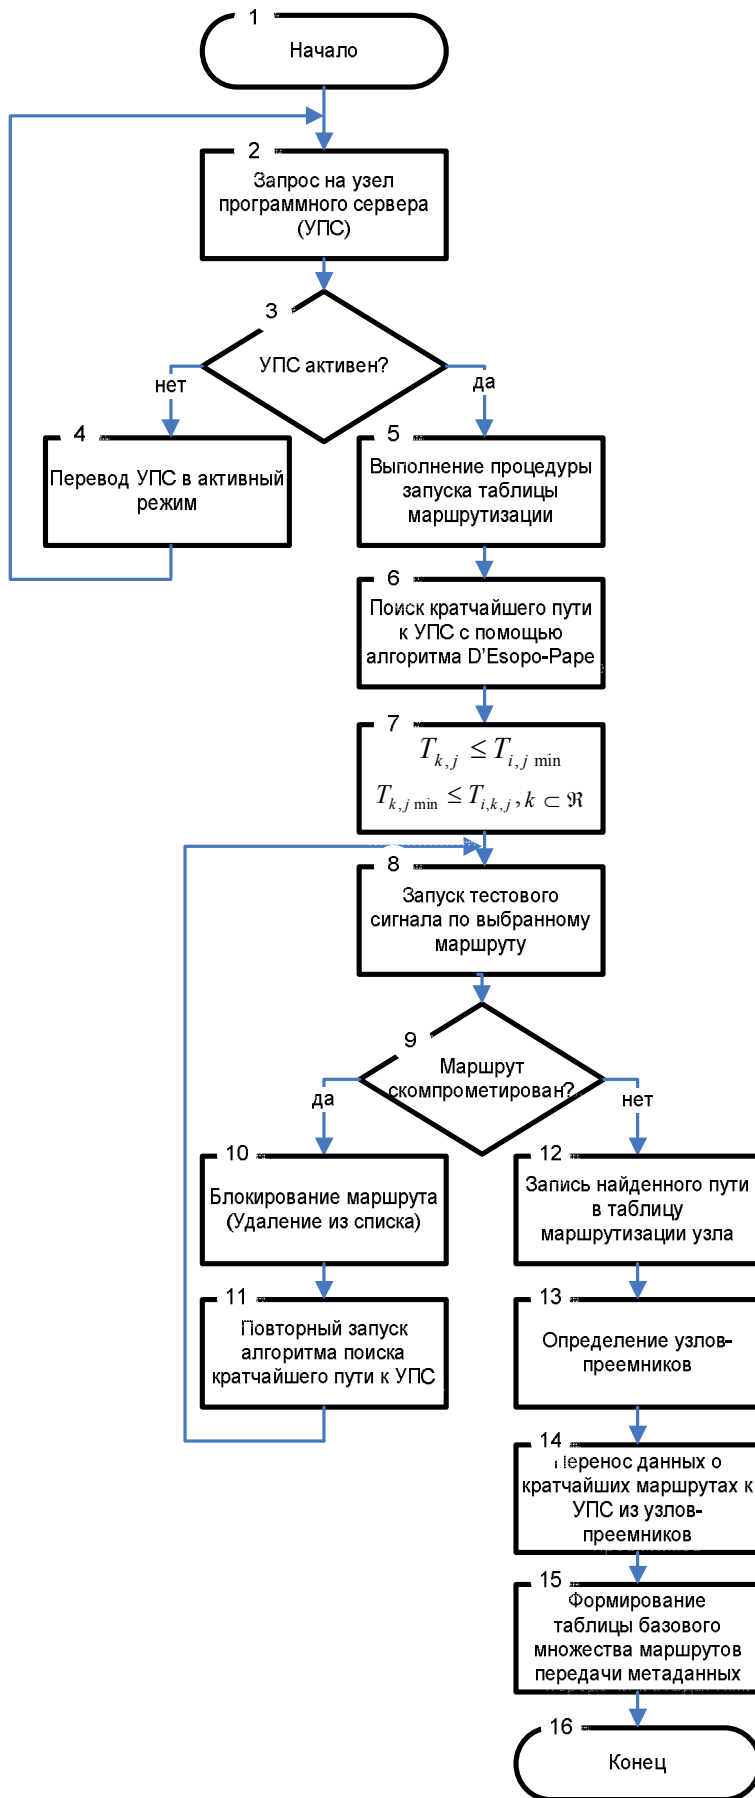 1
Начало
2
Запрос на узел
программного сервера
(УПС)
3
УПС активен?
нет
да
4
Перевод УПС в активный
режим
5
Выполнение процедуры
запуска таблицы
маршрутизации
6
Поиск кратчайшего пути
к УПС с помощью
алгоритма D'Esopo-Pape
7
T_{k,j} ≤ T_{i,j min}
T_{k,j min} ≤ T_{i,k,j}, k ⊂ ℜ
8
Запуск тестового
сигнала по выбранному
маршруту
9
Маршрут
скомпрометирован?
да
нет
10
Блокирование маршрута
(Удаление из списка)
11
Повторный запуск
алгоритма поиска
кратчайшего пути к УПС
12
Запись найденного пути
в таблицу
маршрутизации узла
13
Определение узлов-
преемников
14
Перенос данных о
кратчайших маршрутах к
УПС из узлов-
преемников
15
Формирование
таблицы базового
множества маршрутов
передачи метаданных
16
Конец